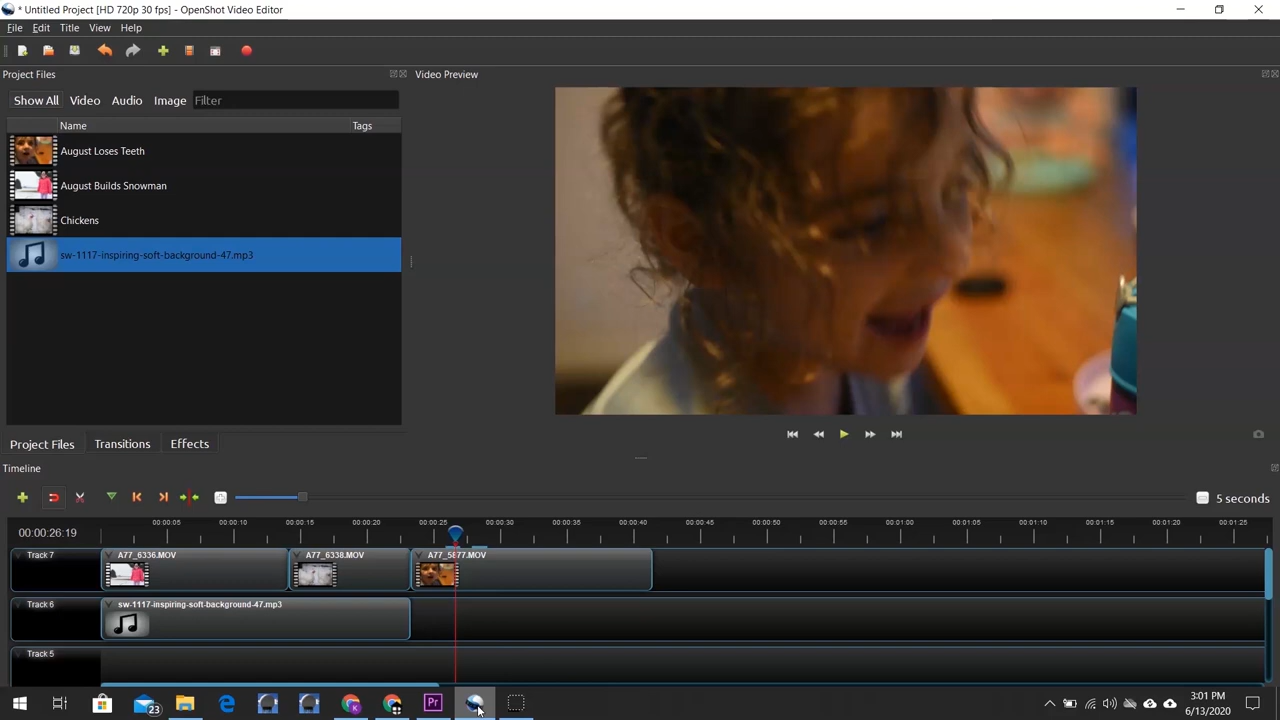 * Untitled Project [HD 720p 30 fps] - OpenShot Video Editor
File Edit Title View Help
Project Files
Video Preview
Show All Video Audio Image Filter
Name Tags
August Loses Teeth
August Builds Snowman
Chickens
sw-1117-inspiring-soft-background-47.mp3
Project Files Transitions Effects
Timeline
5 seconds
00:00:26:19
00:00:05 00:00:10 00:00:15 00:00:20 00:00:25 00:00:30 00:00:35 00:00:40 00:00:45 00:00:50 00:00:55 00:01:00 00:01:05 00:01:10 00:01:15 00:01:20 00:01:25
Track 7 A77_6336.MOV A77_6338.MOV A77_5877.MOV
Track 6 sw-1117-inspiring-soft-background-47.mp3
Track 5
23
K
Pr
3:01 PM
6/13/2020